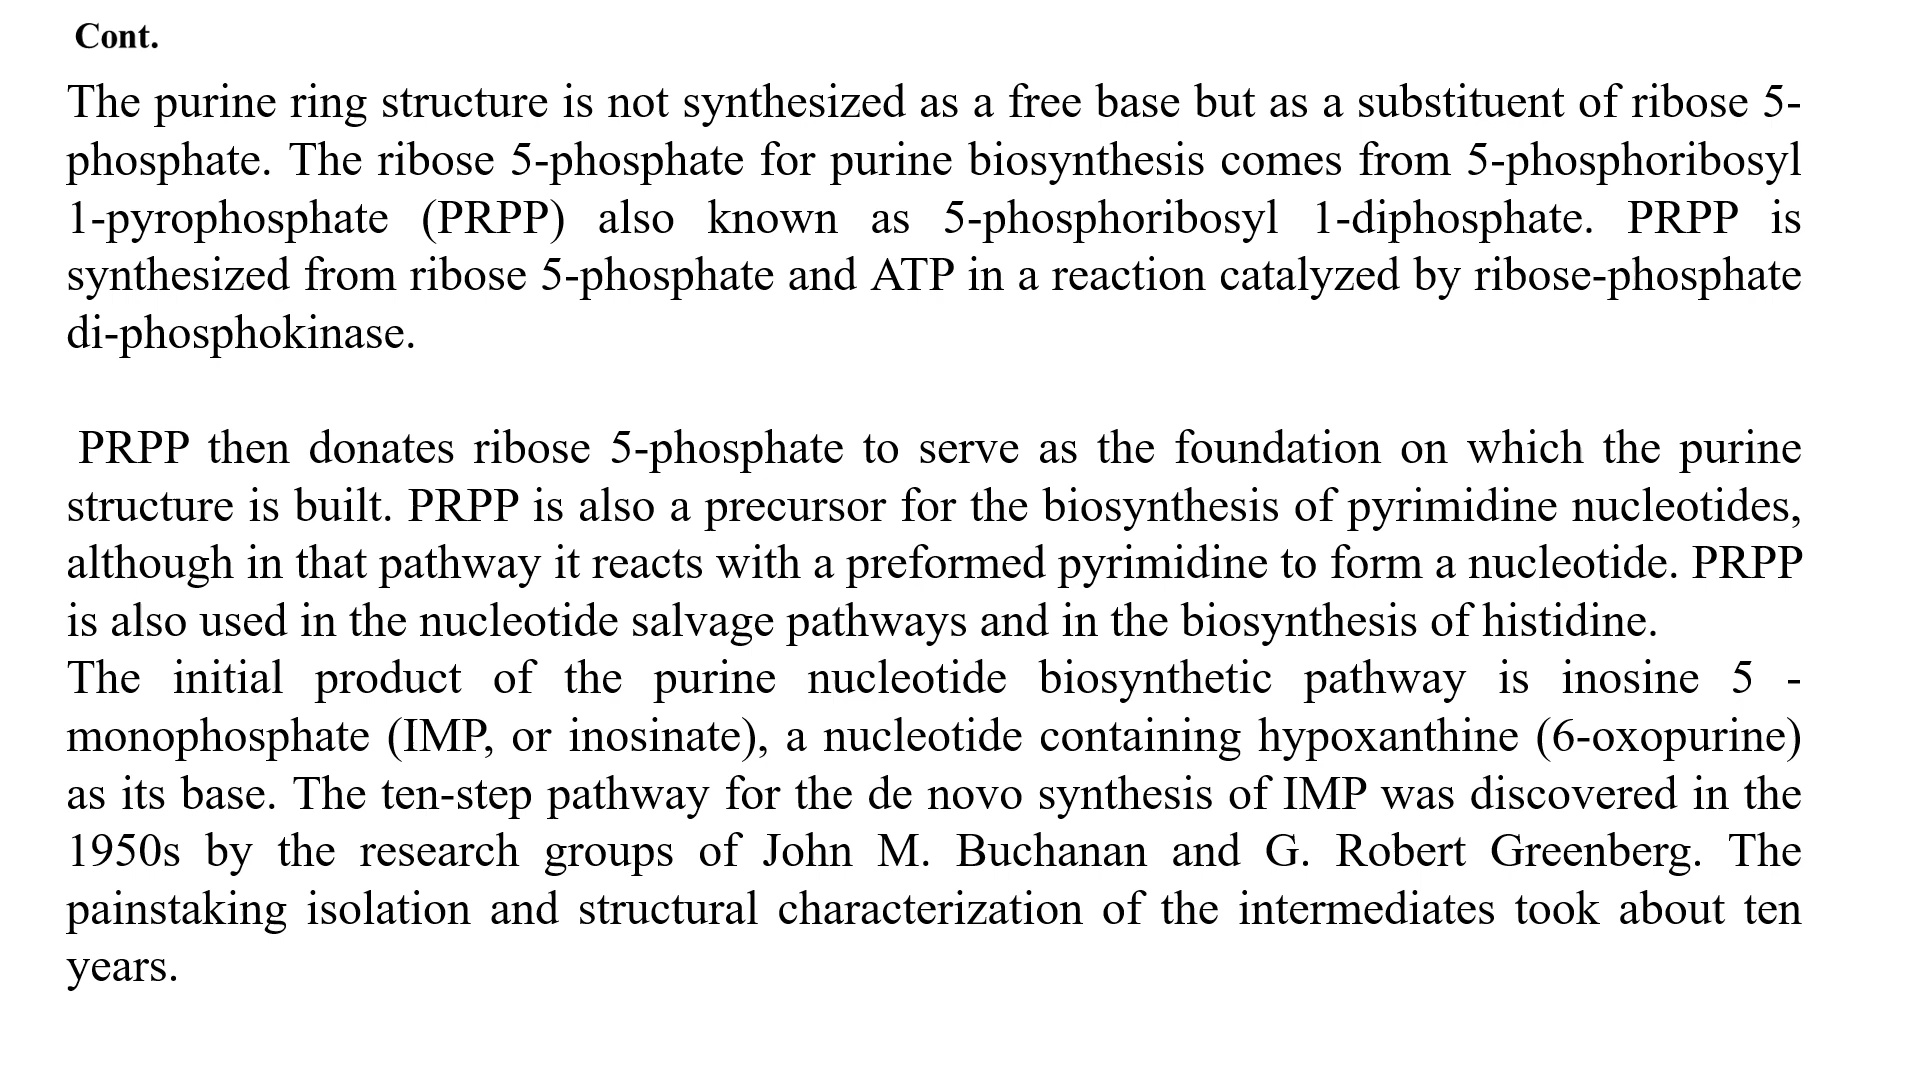 Cont.
The purine ring structure is not synthesized as a free base but as a substituent of ribose 5-
phosphate. The ribose 5-phosphate for purine biosynthesis comes from 5-phosphoribosyl
1-pyrophosphate (PRPP) also known as 5-phosphoribosyl 1-diphosphate. PRPP is
synthesized from ribose 5-phosphate and ATP in a reaction catalyzed by ribose-phosphate
di-phosphokinase.
PRPP then donates ribose 5-phosphate to serve as the foundation on which the purine
structure is built. PRPP is also a precursor for the biosynthesis of pyrimidine nucleotides,
although in that pathway it reacts with a preformed pyrimidine to form a nucleotide. PRPP
is also used in the nucleotide salvage pathways and in the biosynthesis of histidine.
The initial product of the purine nucleotide biosynthetic pathway is inosine 5 -
monophosphate (IMP, or inosinate), a nucleotide containing hypoxanthine (6-oxopurine)
as its base. The ten-step pathway for the de novo synthesis of IMP was discovered in the
1950s by the research groups of John M. Buchanan and G. Robert Greenberg. The
painstaking isolation and structural characterization of the intermediates took about ten
years.